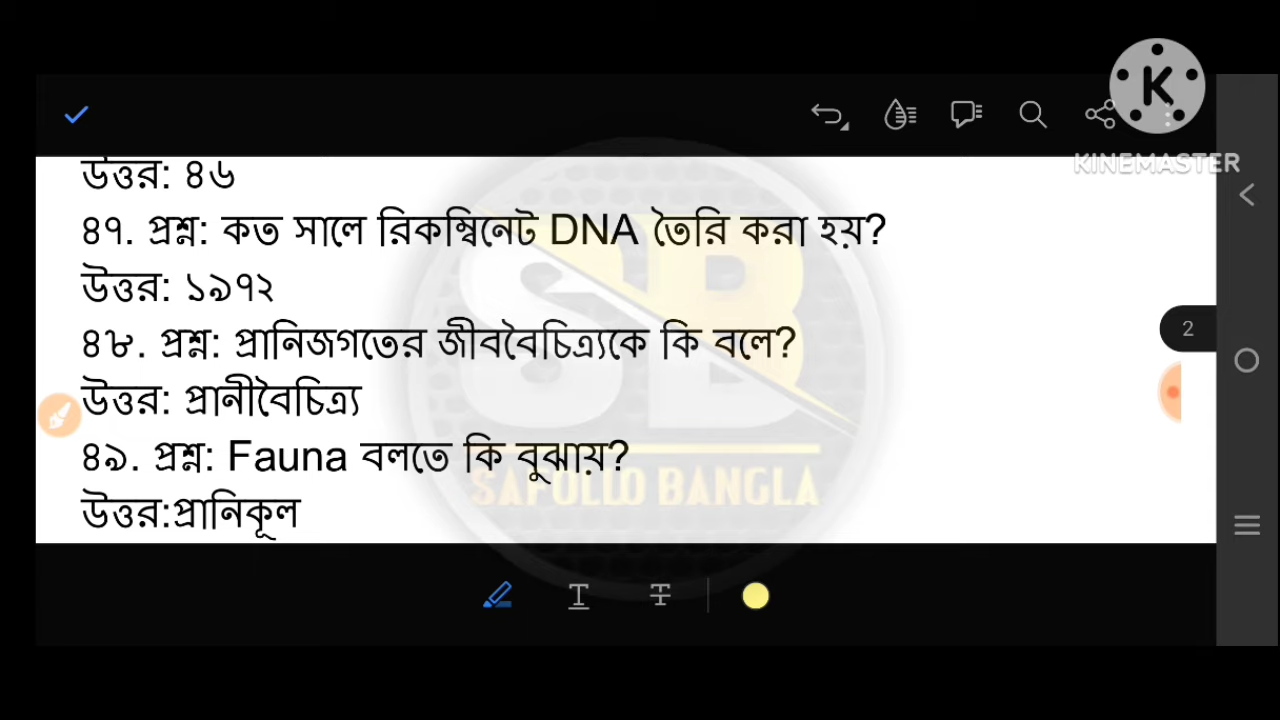 KINEMASTER
উত্তর: ৪৬
৪৭. প্রশ্ন: কত সালে রিকম্বিনেট DNA তৈরি করা হয়?
উত্তর: ১৯৭২
৪৮. প্রশ্ন: প্রানিজগতের জীববৈচিত্র্যকে কি বলে?
উত্তর: প্রানীবৈচিত্র্য
৪৯. প্রশ্ন: Fauna বলতে কি বুঝায়?
উত্তর:প্রানিকূল
2
SB
SAFOLLO BANGLA